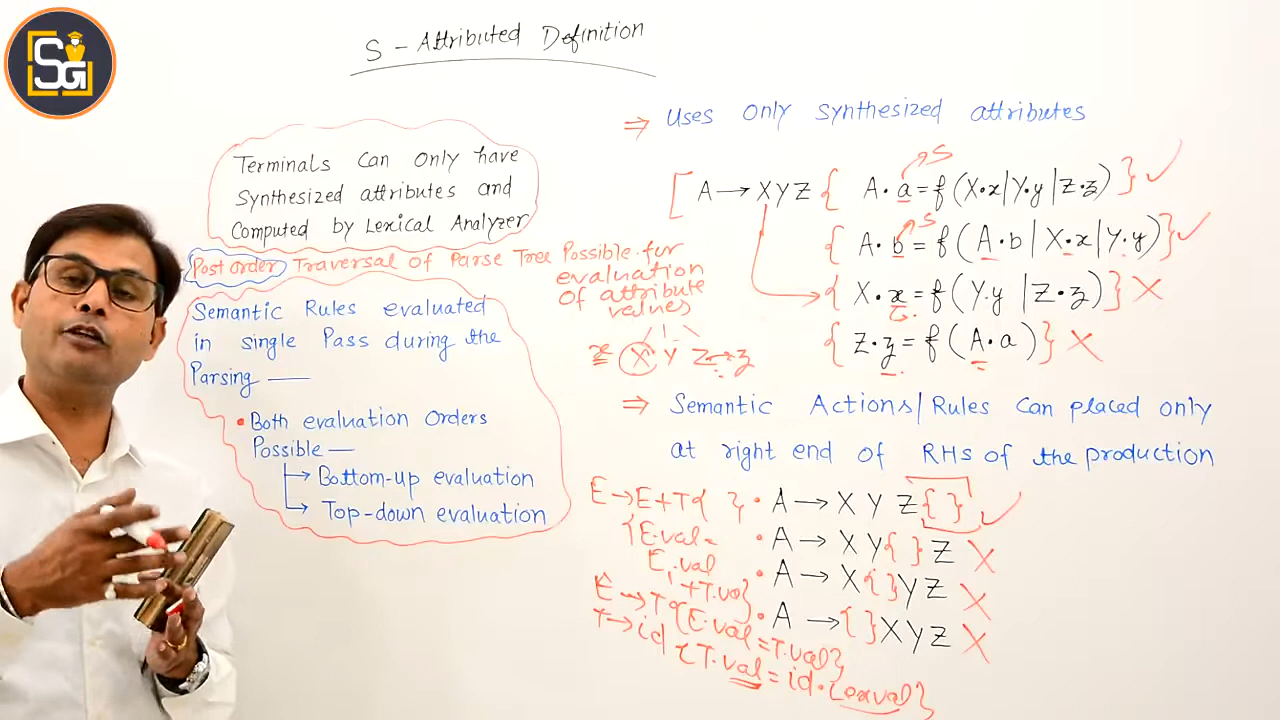 SG
S - Attributed Definition
Terminals Can only have
Synthesized attributes and
Computed by Lexical Analyzer
Post order Traversal of Parse Tree Possible for
evaluation
of attribute
values
x X Y Z → z
Semantic Rules evaluated
in single Pass during the
Parsing —
• Both evaluation Orders
Possible —
→ Bottom-up evaluation
→ Top-down evaluation
⇒ Uses only synthesized attributes
[ A → XYZ { A.a = f(X.x|Y.y|Z.z) } ✓
S
{ A.b = f(A.b|X.x|Y.y) } ✓
S
{ X.x = f(Y.y|Z.z) } X
{ Z.z = f(A.a) } X
⇒ Semantic Actions/Rules Can placed only
at right end of RHS of the production
• A → X Y Z { } ✓
• A → X Y { } Z X
• A → X { } Y Z X
• A → { } X Y Z X
E → E+T { }
{ E.val =
E1.val
+ T.val }
E → T { E.val = T.val }
T → id { T.val = id.Lexval }